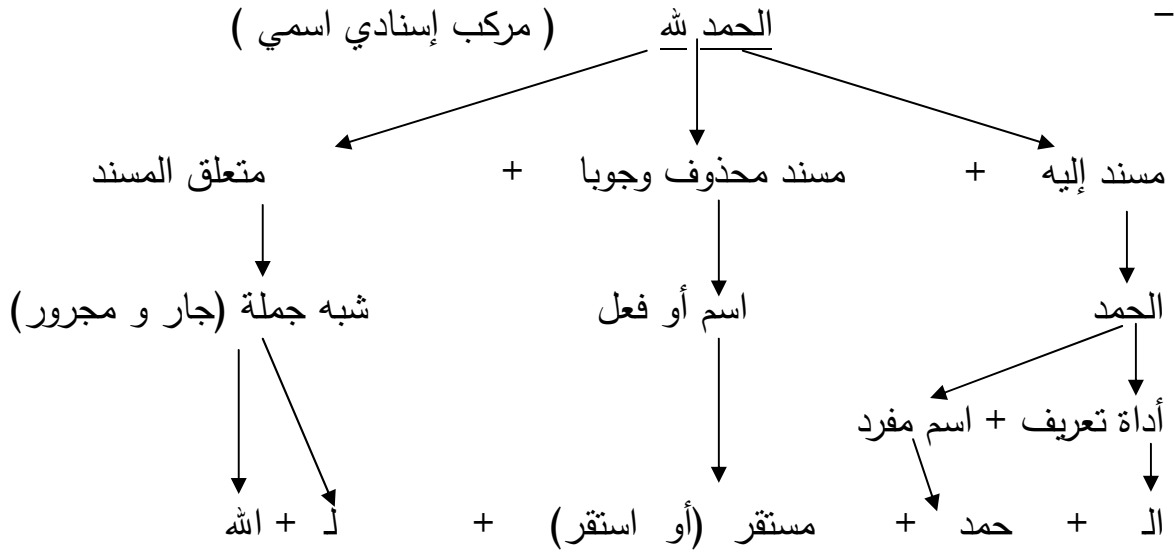 – الحمد لله ( مركب إسنادي اسمي )
مسند إليه + مسند محذوف وجوبا + متعلق المسند
الحمد اسم أو فعل شبه جملة (جار و مجرور)
أداة تعريف + اسم مفرد
الـ + حمد + مستقر (أو استقر) + لـ + الله